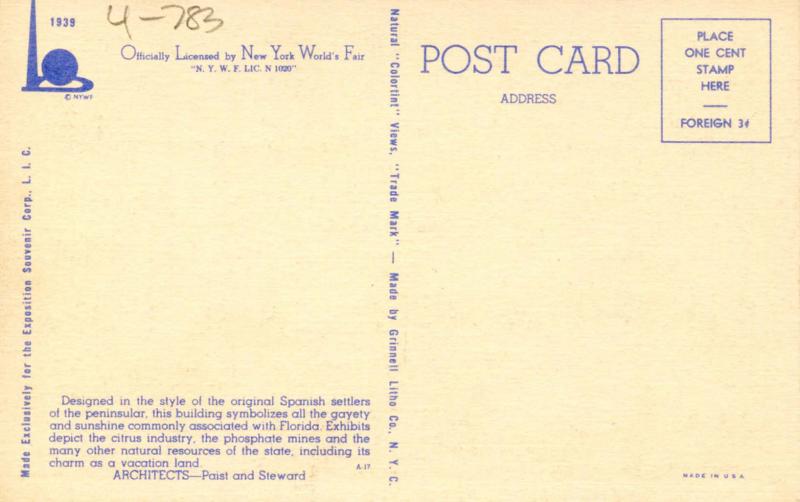 1939
4-783
© NYWF
Officially Licensed by New York World's Fair
"N. Y. W. F. LIC. N 1020"
POST CARD
ADDRESS
PLACE
ONE CENT
STAMP
HERE
FOREIGN 3¢
Made Exclusively for the Exposition Souvenir Corp., L. I. C.
Natural "Colortint" Views, "Trade Mark" — Made by Grinnell Litho Co., N. Y. C.
Designed in the style of the original Spanish settlers
of the peninsular, this building symbolizes all the gayety
and sunshine commonly associated with Florida. Exhibits
depict the citrus industry, the phosphate mines and the
many other natural resources of the state, including its
charm as a vacation land.
A-17
ARCHITECTS—Paist and Steward
MADE IN U.S.A.